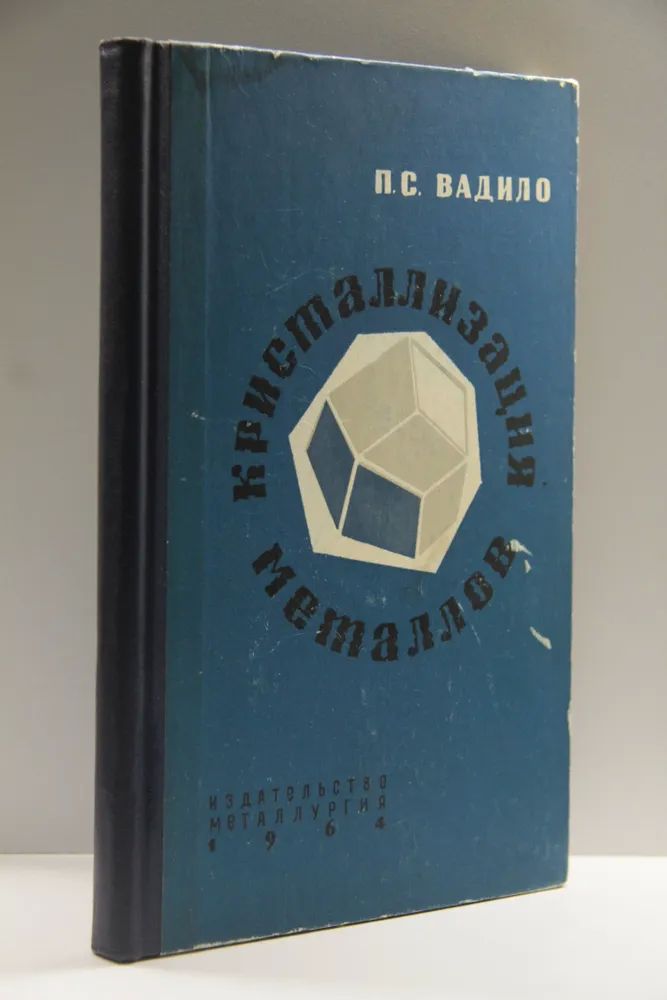 П.С. ВАДИЛО
кристаллизация
металлов
издательство
металлургия
1964